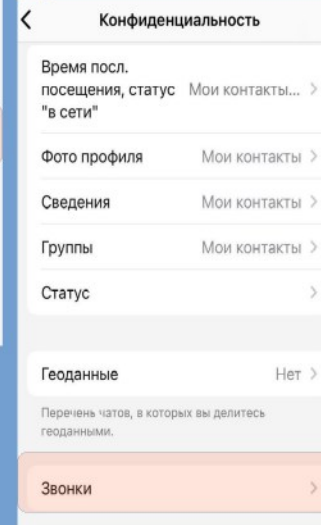 Конфиденциальность
Время посл.
посещения, статус Мои контакты...
"в сети"
Фото профиля Мои контакты
Сведения Мои контакты
Группы Мои контакты
Статус
Геоданные Нет
Перечень чатов, в которых вы делитесь
геоданными.
Звонки